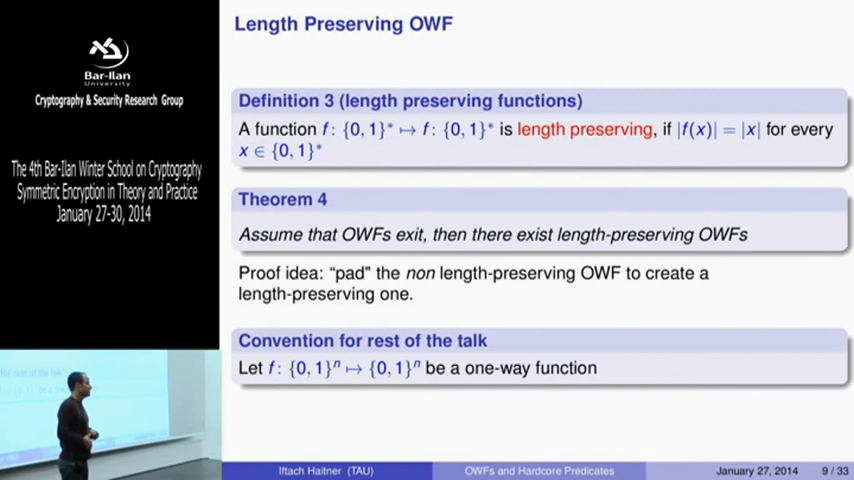 Bar-Ilan
University
Cryptography & Security Research Group
The 4th Bar-Ilan Winter School on Cryptography
Symmetric Encryption in Theory and Practice
January 27-30, 2014
Length Preserving OWF
Definition 3 (length preserving functions)
A function f: {0, 1}* ↦ f: {0, 1}* is length preserving, if |f(x)| = |x| for every
x ∈ {0, 1}*
Theorem 4
Assume that OWFs exit, then there exist length-preserving OWFs
Proof idea: “pad" the non length-preserving OWF to create a
length-preserving one.
Convention for rest of the talk
Let f: {0, 1}ⁿ ↦ {0, 1}ⁿ be a one-way function
Iftach Haitner (TAU)
OWFs and Hardcore Predicates
January 27, 2014
9 / 33